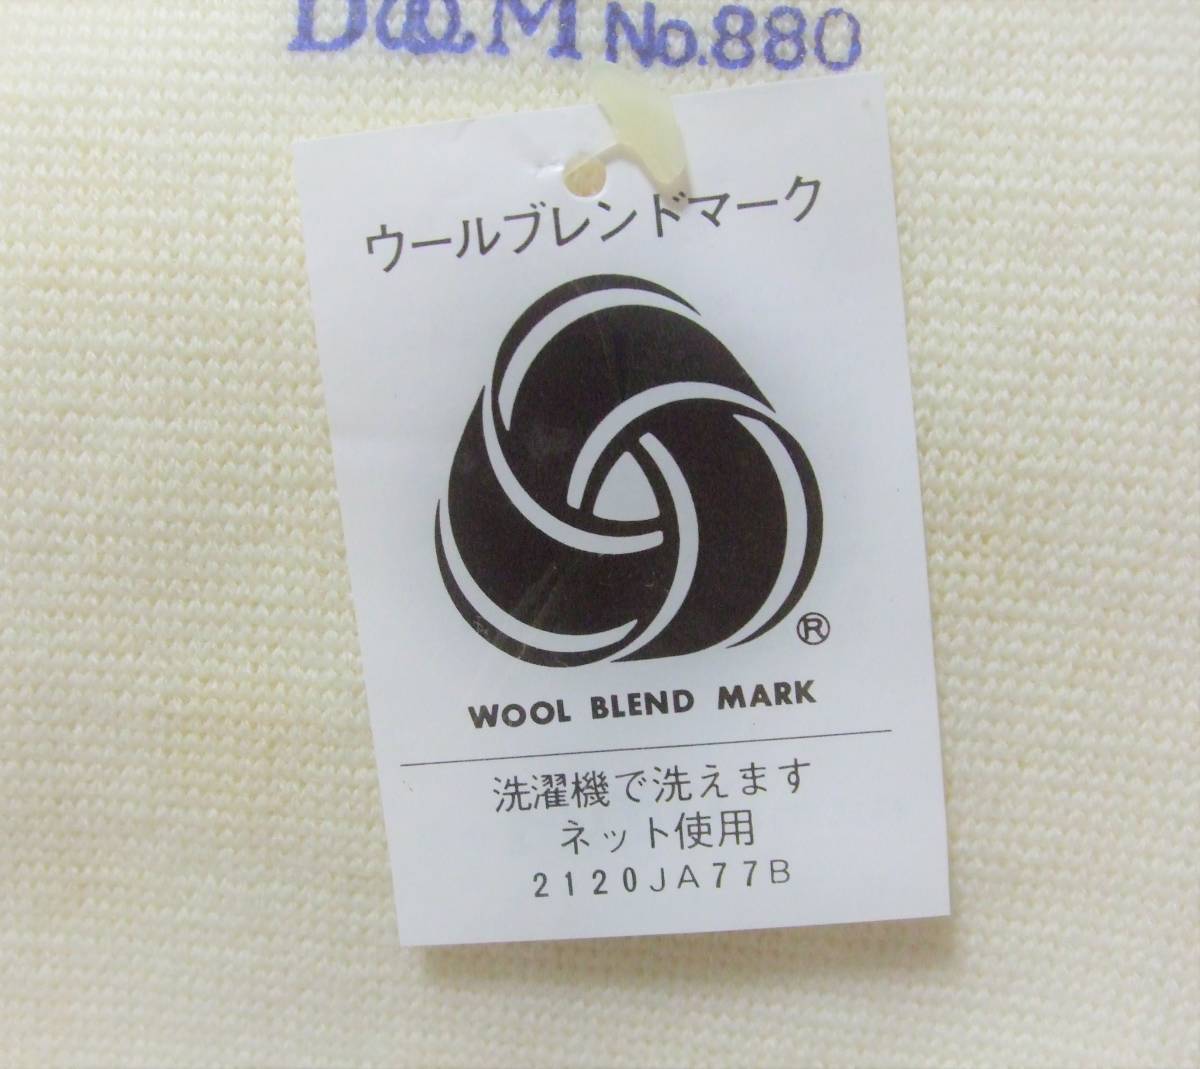 D&M No.880
ウールブレンドマーク
®
WOOL BLEND MARK
洗濯機で洗えます
ネット使用
2120JA77B